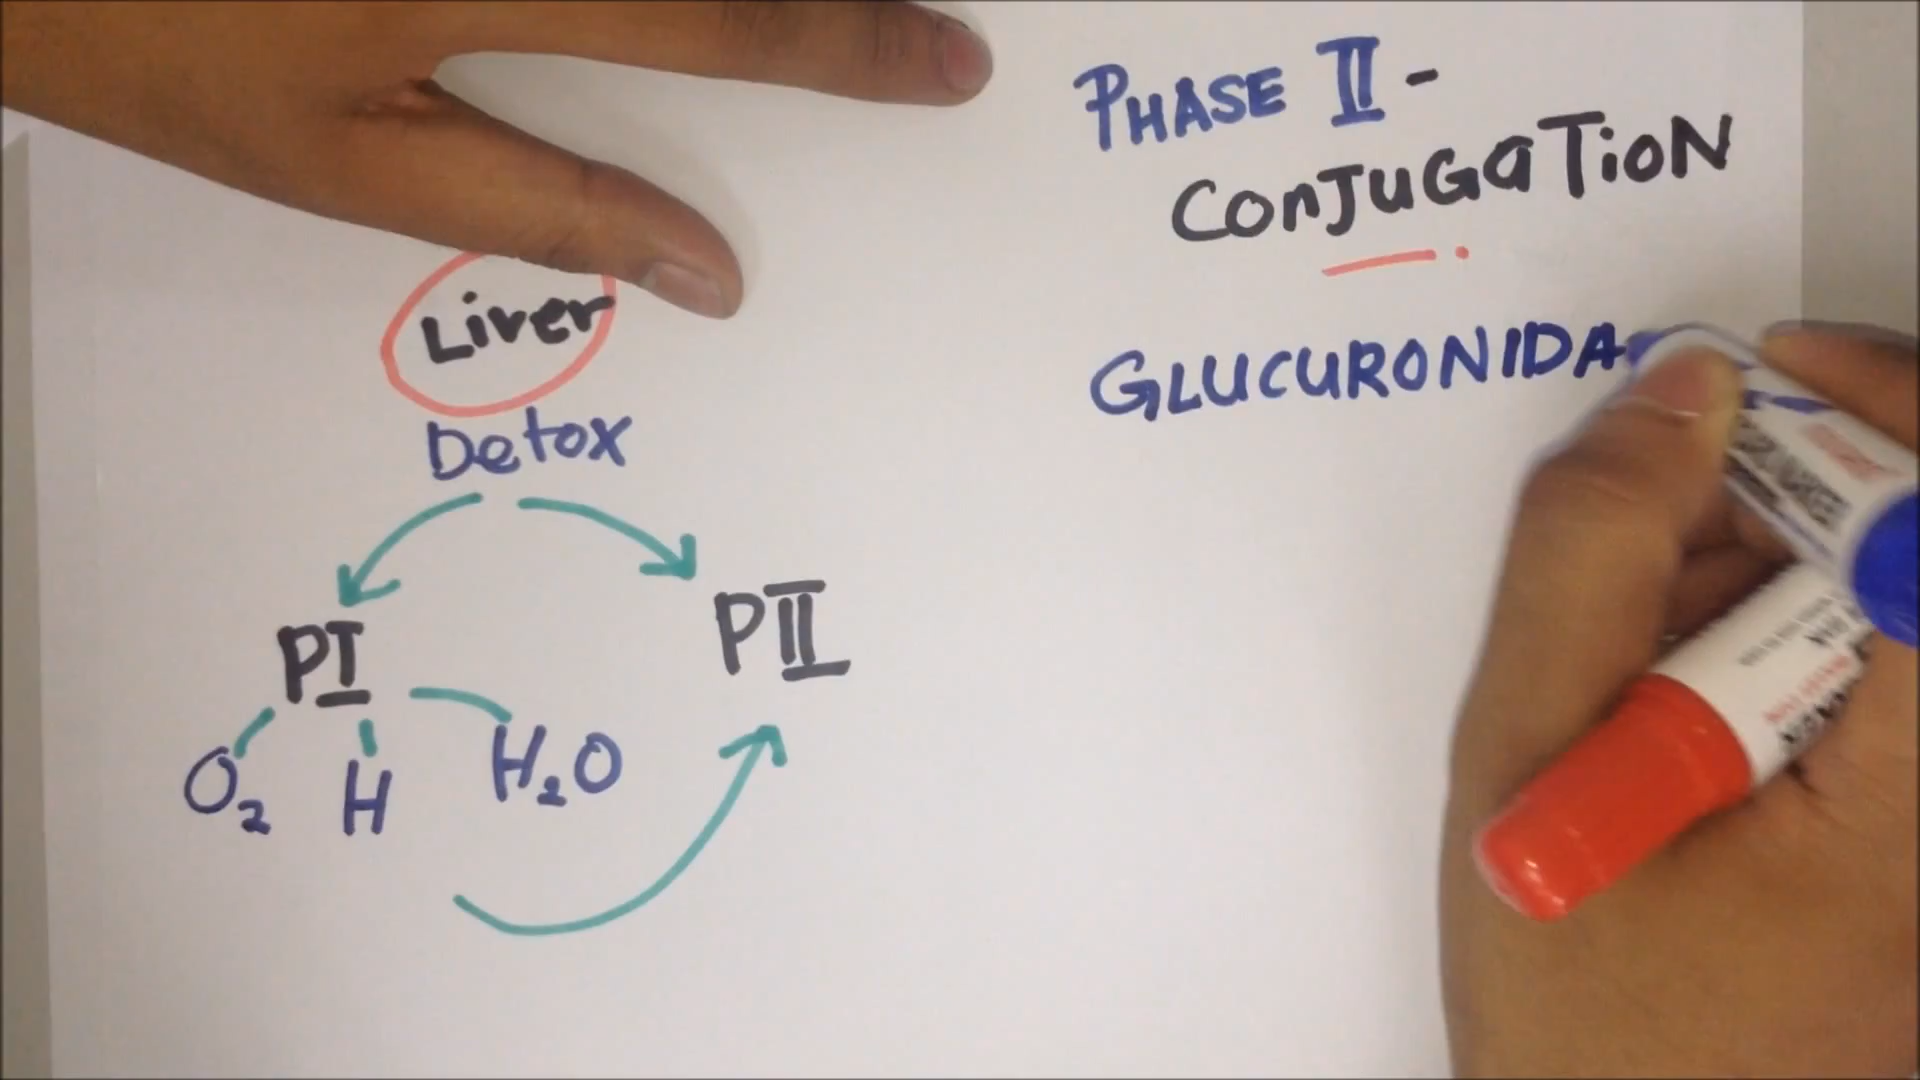 PHASE II -
CONJUGATION
GLUCURONIDA
Liver
Detox
PI
PII
O2 H H2O